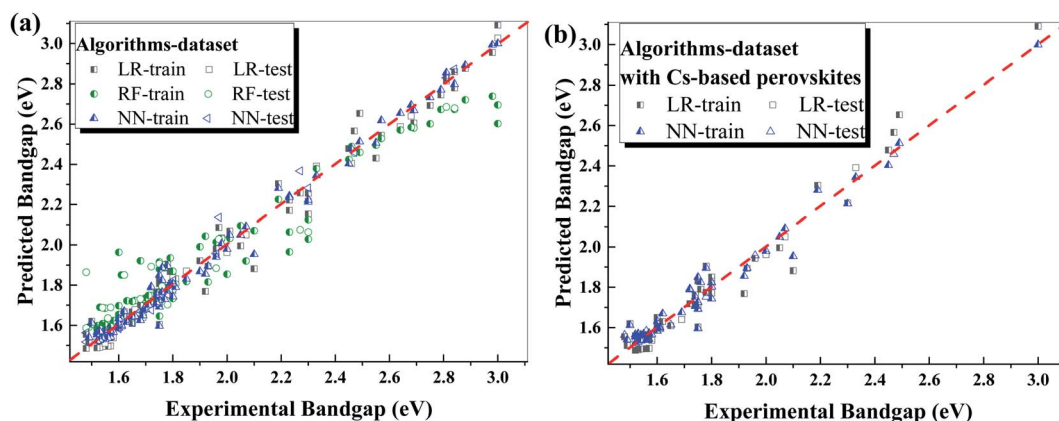 (a)
Algorithms-dataset
LR-train LR-test
RF-train RF-test
NN-train NN-test
Predicted Bandgap (eV)
3.0
2.8
2.6
2.4
2.2
2.0
1.8
1.6
1.6 1.8 2.0 2.2 2.4 2.6 2.8 3.0
Experimental Bandgap (eV)
(b)
Algorithms-dataset
with Cs-based perovskites
LR-train LR-test
NN-train NN-test
Predicted Bandgap (eV)
3.0
2.8
2.6
2.4
2.2
2.0
1.8
1.6
1.6 1.8 2.0 2.2 2.4 2.6 2.8 3.0
Experimental Bandgap (eV)